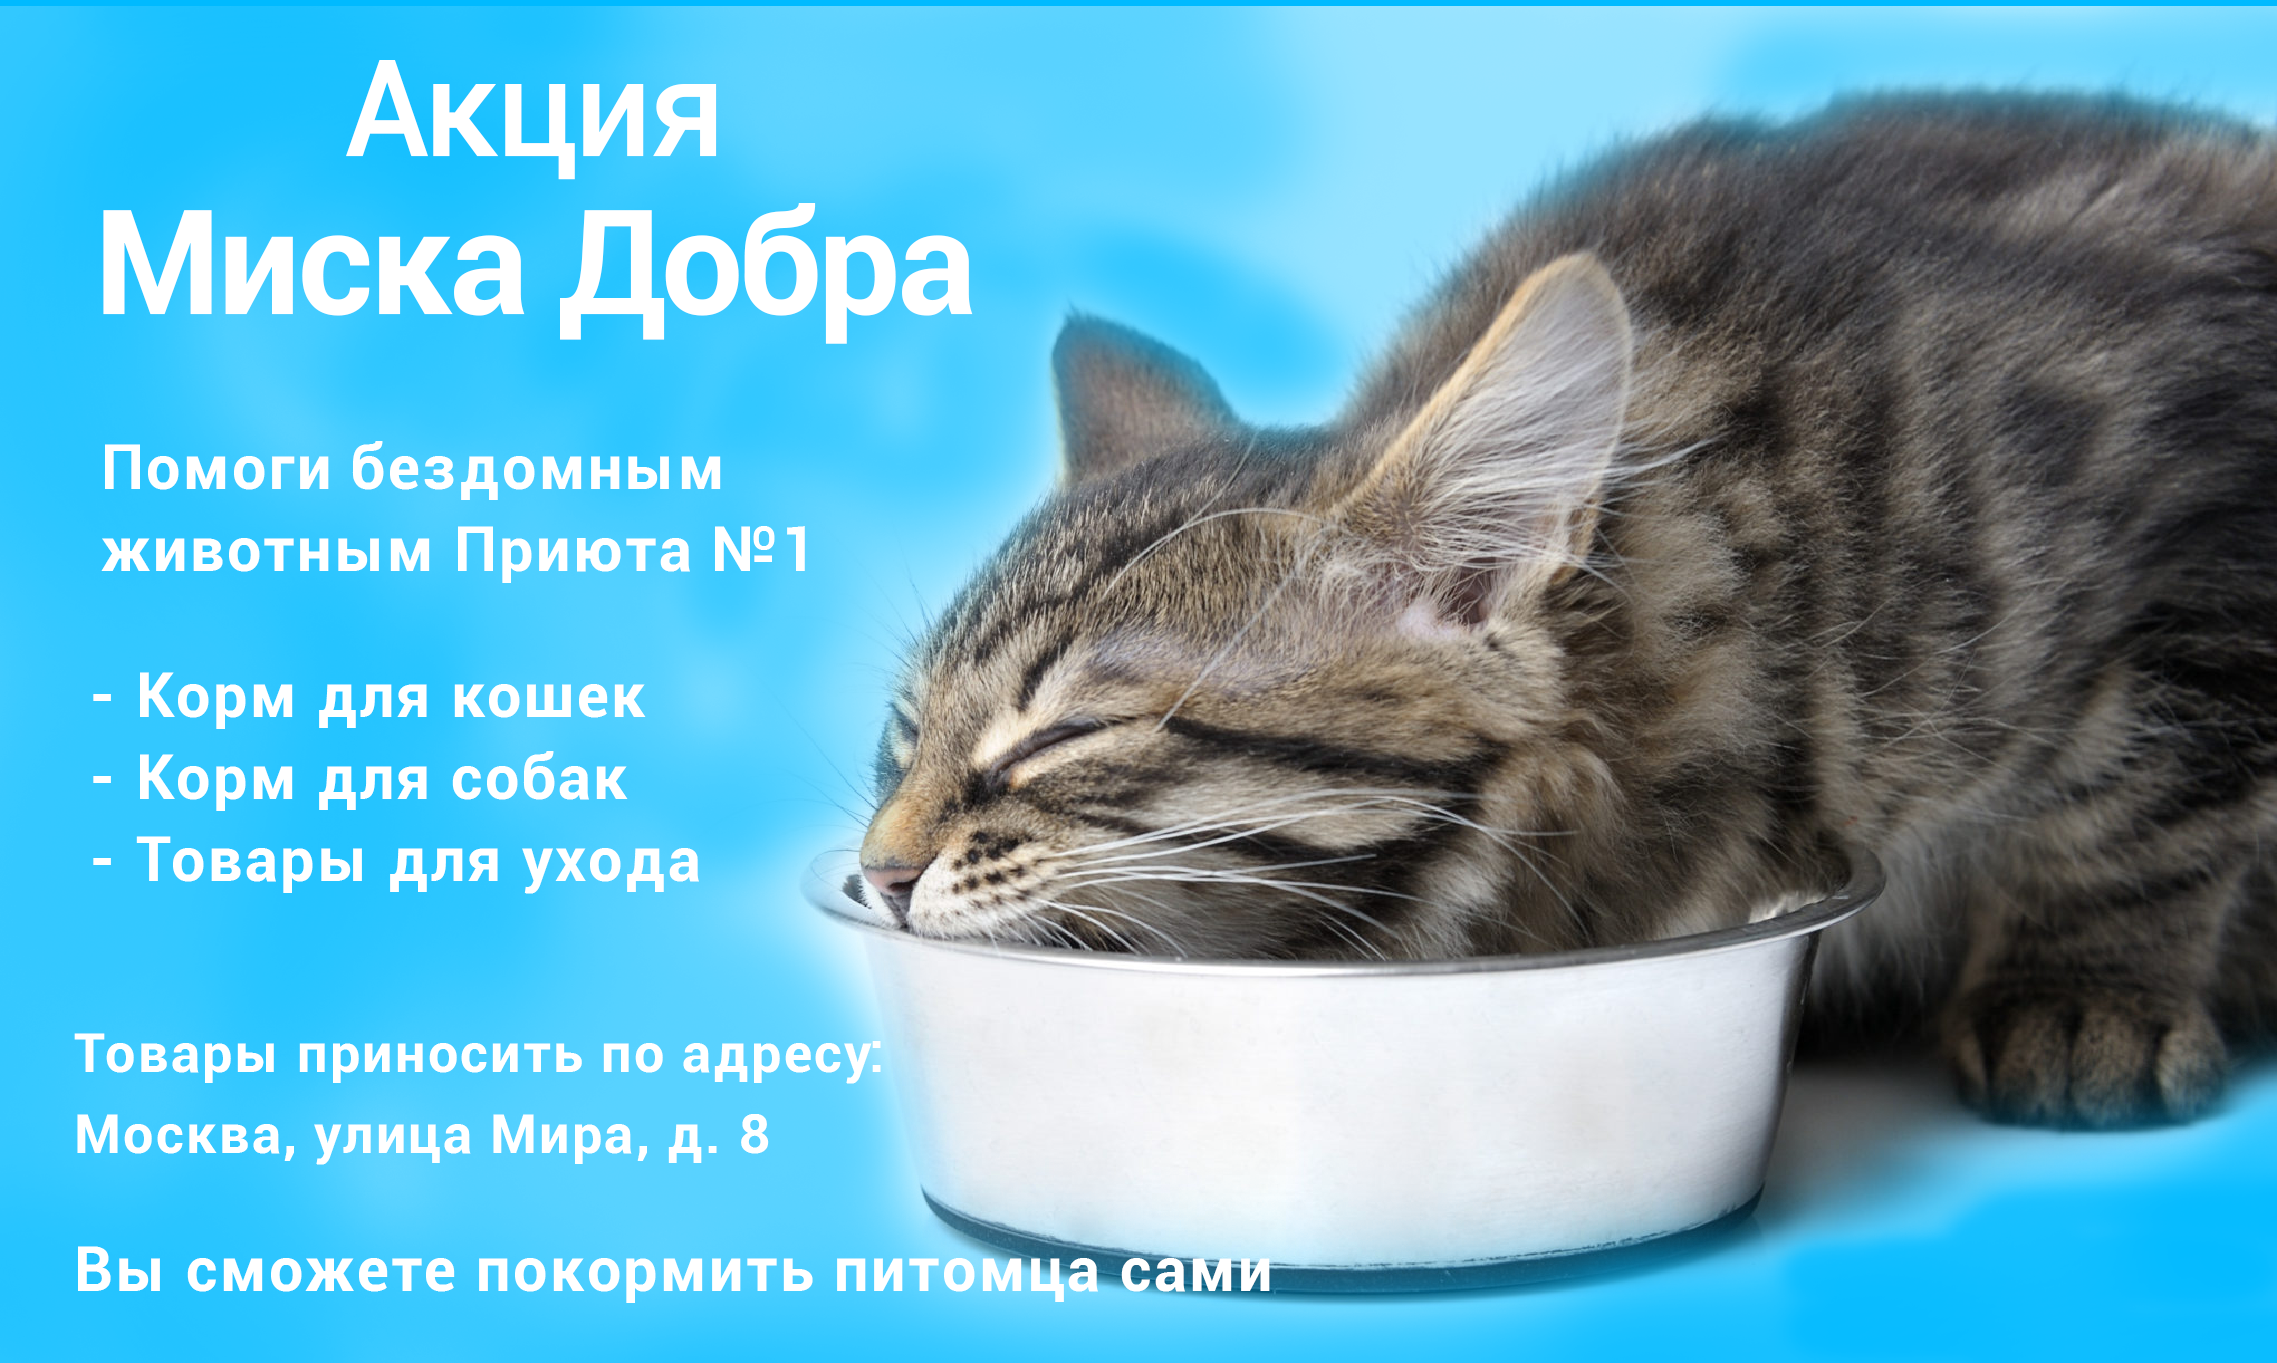 Акция
Миска Добра
Помоги бездомным
животным Приюта №1
- Корм для кошек
- Корм для собак
- Товары для ухода
Товары приносить по адресу:
Москва, улица Мира, д. 8
Вы сможете покормить питомца сами